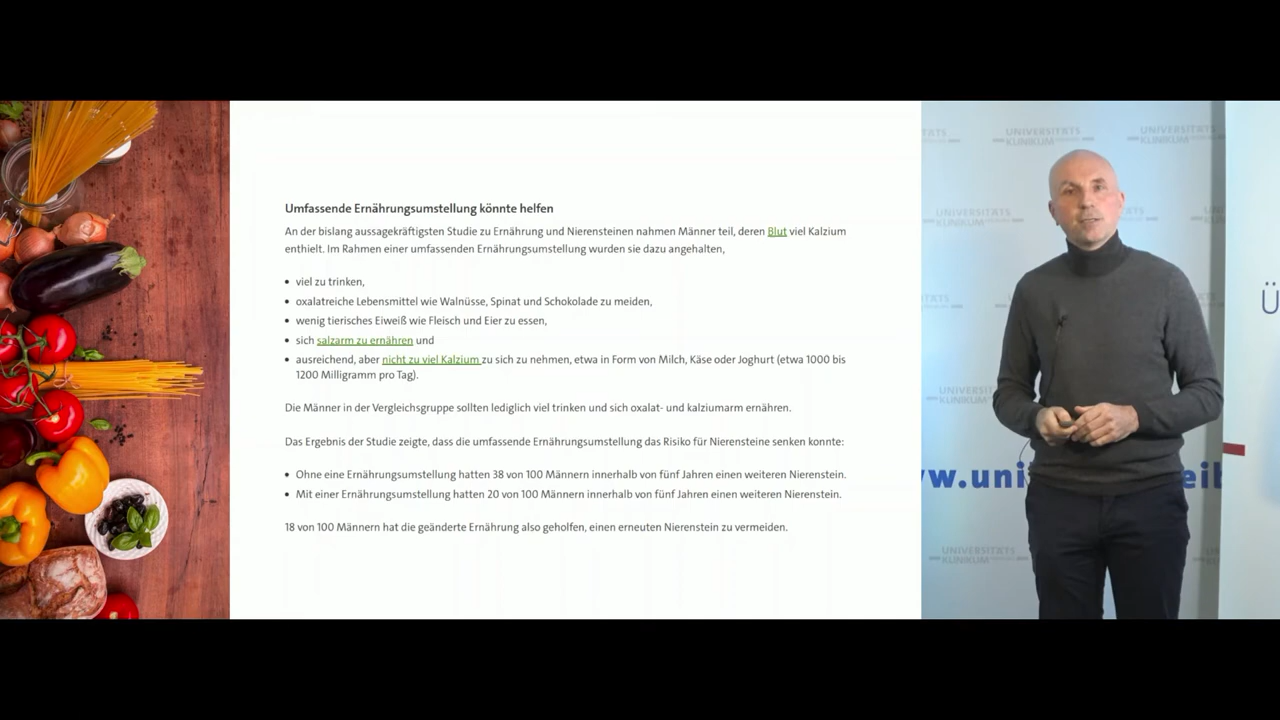 Umfassende Ernährungsumstellung könnte helfen
An der bislang aussagekräftigsten Studie zu Ernährung und Nierensteinen nahmen Männer teil, deren Blut viel Kalzium
enthielt. Im Rahmen einer umfassenden Ernährungsumstellung wurden sie dazu angehalten,
• viel zu trinken,
• oxalatreiche Lebensmittel wie Walnüsse, Spinat und Schokolade zu meiden,
• wenig tierisches Eiweiß wie Fleisch und Eier zu essen,
• sich salzarm zu ernähren und
• ausreichend, aber nicht zu viel Kalzium zu sich zu nehmen, etwa in Form von Milch, Käse oder Joghurt (etwa 1000 bis
1200 Milligramm pro Tag).
Die Männer in der Vergleichsgruppe sollten lediglich viel trinken und sich oxalat- und kalziumarm ernähren.
Das Ergebnis der Studie zeigte, dass die umfassende Ernährungsumstellung das Risiko für Nierensteine senken konnte:
• Ohne eine Ernährungsumstellung hatten 38 von 100 Männern innerhalb von fünf Jahren einen weiteren Nierenstein.
• Mit einer Ernährungsumstellung hatten 20 von 100 Männern innerhalb von fünf Jahren einen weiteren Nierenstein.
18 von 100 Männern hat die geänderte Ernährung also geholfen, einen erneuten Nierenstein zu vermeiden.
UNIVERSITÄTS
KLINIKUM
UNIVERSITÄTS
KLINIKUM
UNIVERSITÄTS
KLINIKUM
Ü
w.uni
UNIVERSITÄTS
KLINIKUM